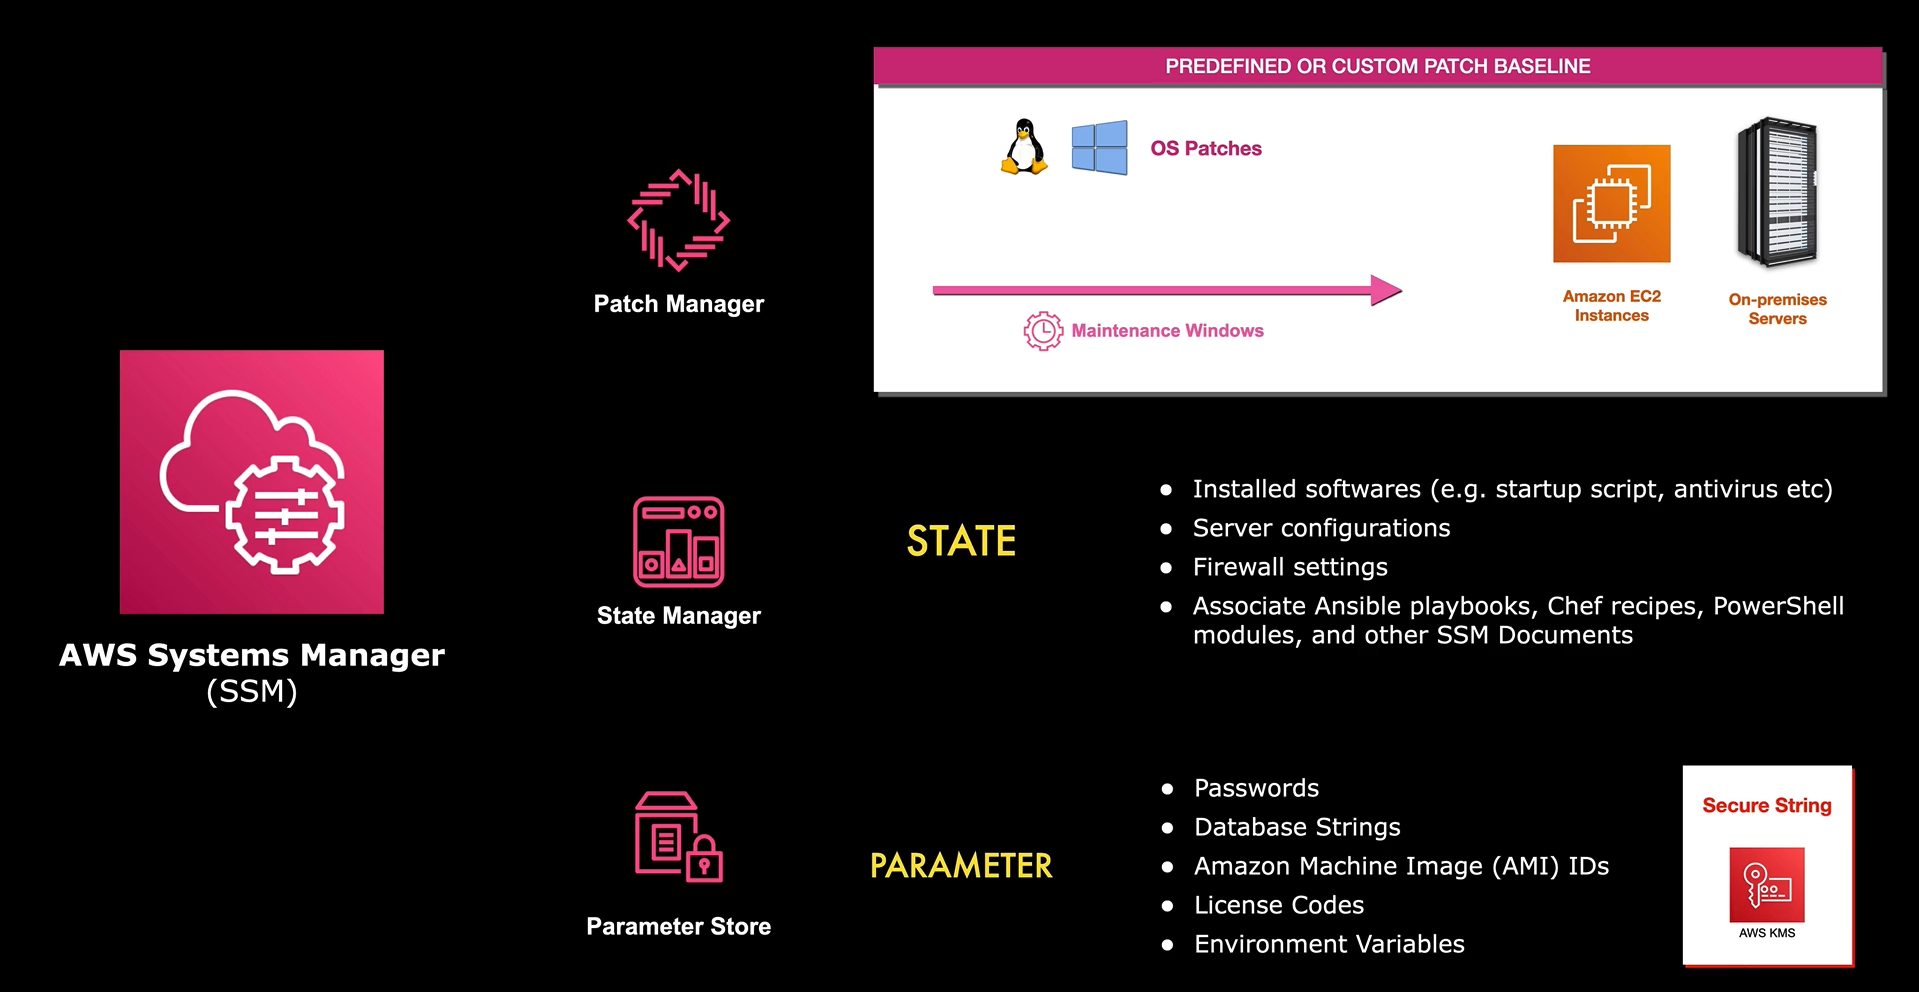 PREDEFINED OR CUSTOM PATCH BASELINE
OS Patches
Maintenance Windows
Amazon EC2
Instances
On-premises
Servers
Patch Manager
AWS Systems Manager
(SSM)
State Manager
STATE
● Installed softwares (e.g. startup script, antivirus etc)
● Server configurations
● Firewall settings
● Associate Ansible playbooks, Chef recipes, PowerShell
modules, and other SSM Documents
Parameter Store
PARAMETER
● Passwords
● Database Strings
● Amazon Machine Image (AMI) IDs
● License Codes
● Environment Variables
Secure String
AWS KMS